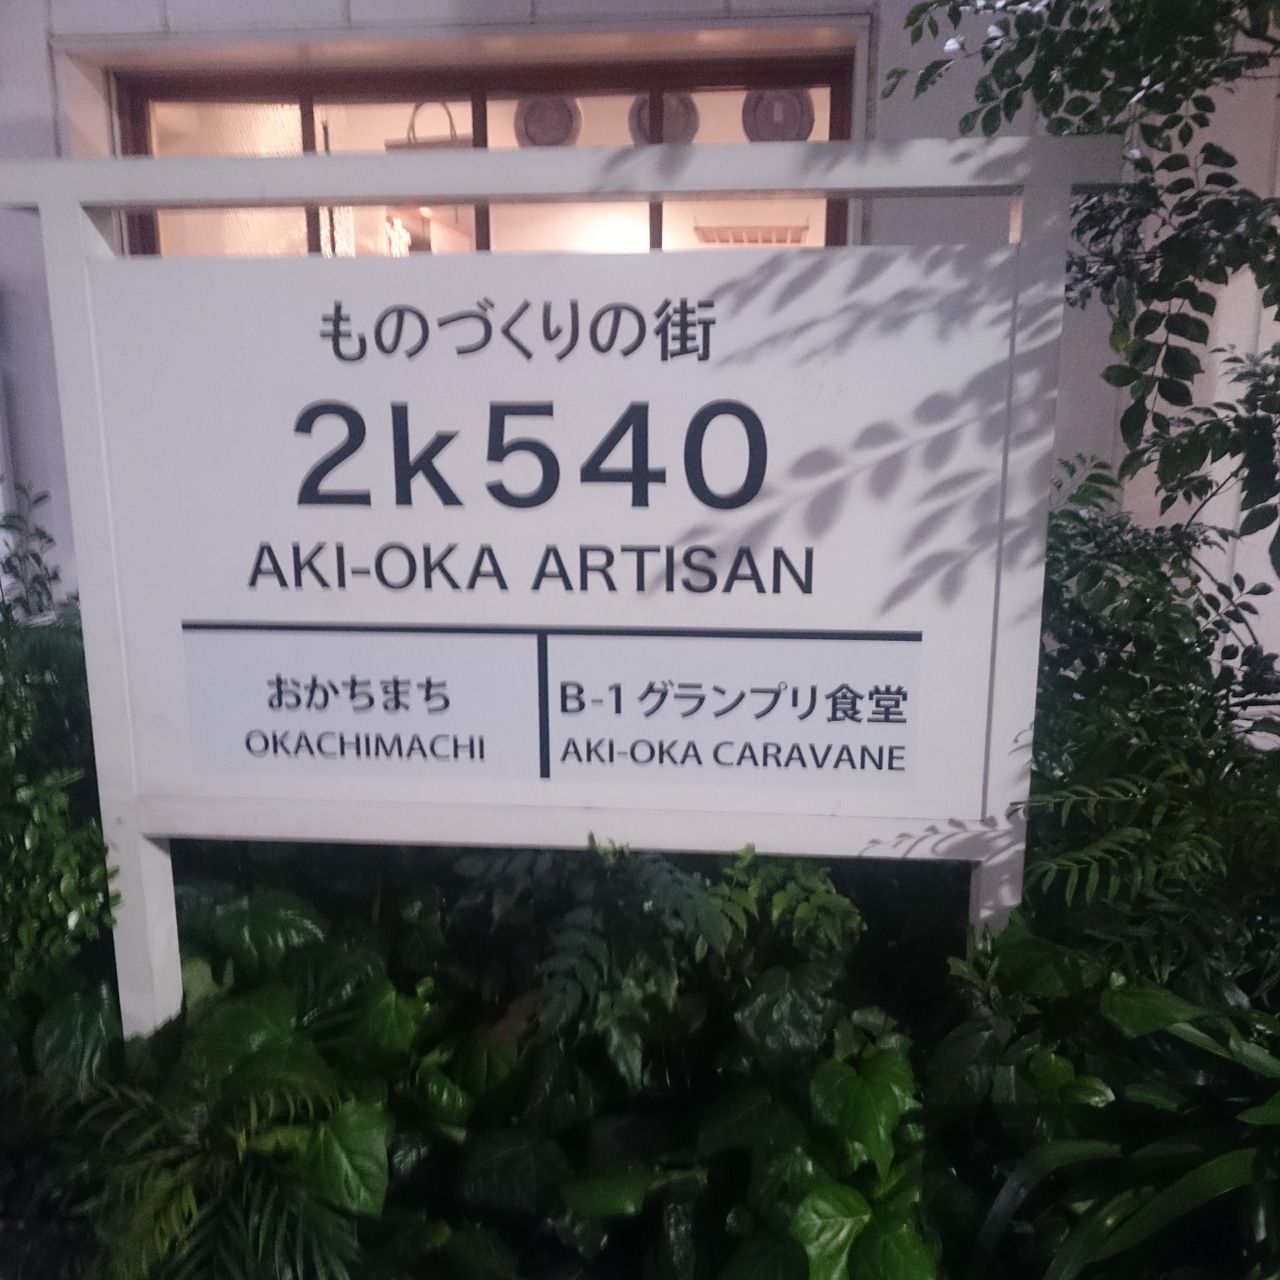 ものづくりの街
2k540
AKI-OKA ARTISAN
おかちまち
OKACHIMACHI
B-1グランプリ食堂
AKI-OKA CARAVANE